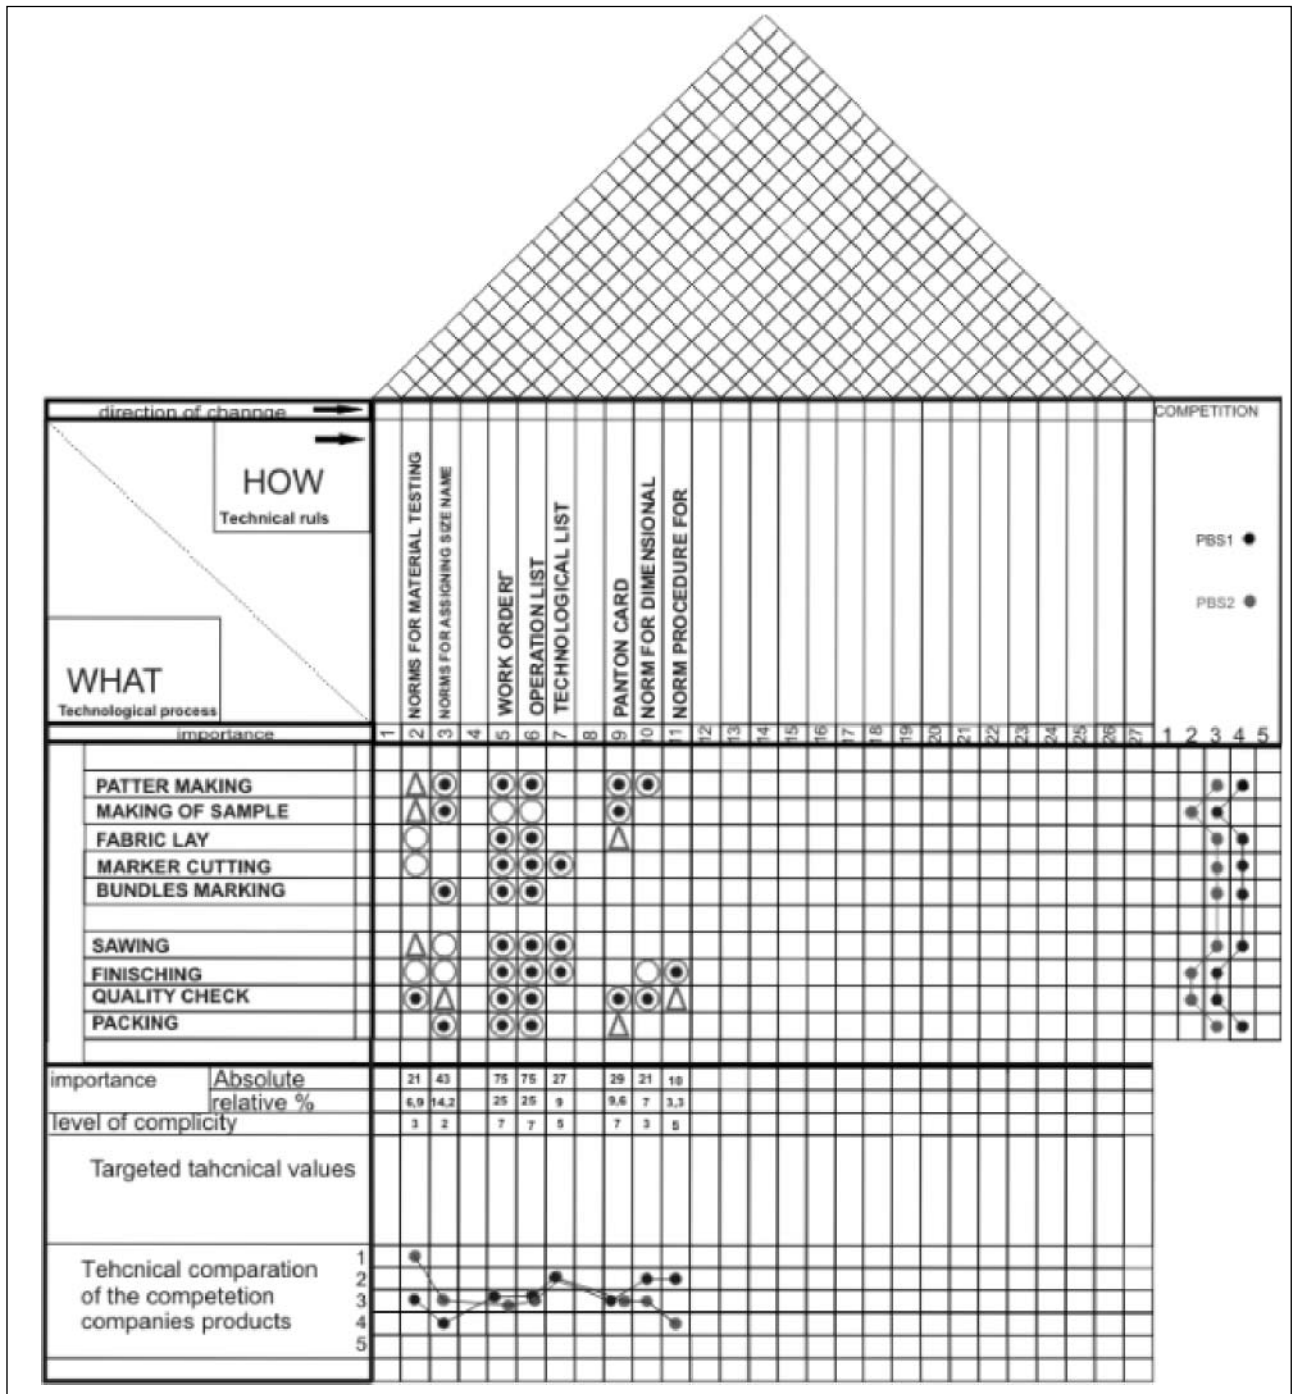 direction of channge
COMPETITION
HOW
Technical ruls
WHAT
Technological process
importance
NORMS FOR MATERIAL TESTING
NORMS FOR ASSIGNING SIZE NAME
WORK ORDERI
OPERATION LIST
TECHNOLOGICAL LIST
PANTON CARD
NORM FOR DIMENSIONAL
NORM PROCEDURE FOR
PBS1
PBS2
1 2 3 4 5 6 7 8 9 10 11 12 13 14 15 16 17 18 19 20 21 22 23 24 25 26 27
1 2 3 4 5
PATTER MAKING
MAKING OF SAMPLE
FABRIC LAY
MARKER CUTTING
BUNDLES MARKING
SAWING
FINISCHING
QUALITY CHECK
PACKING
importance Absolute 21 43 75 75 27 29 21 10
relative % 6,9 14,2 25 25 9 9,6 7 3,3
level of complicity 3 2 7 7 5 7 3 5
Targeted tahcnical values
Tehcnical comparation
of the competetion
companies products
1
2
3
4
5